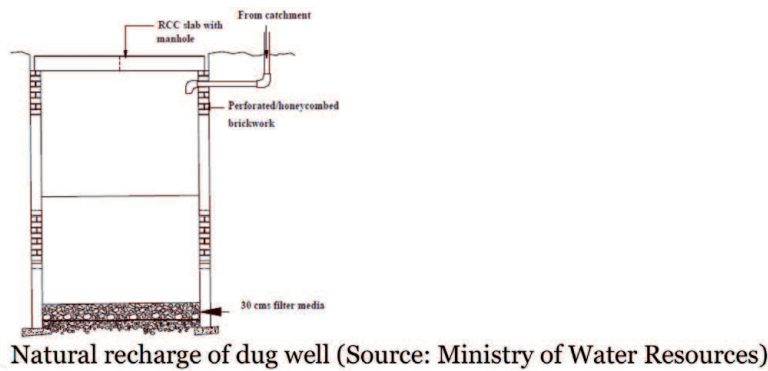 From catchment
RCC slab with
manhole
Perforated/honeycombed
brickwork
30 cms filter media
Natural recharge of dug well (Source: Ministry of Water Resources)